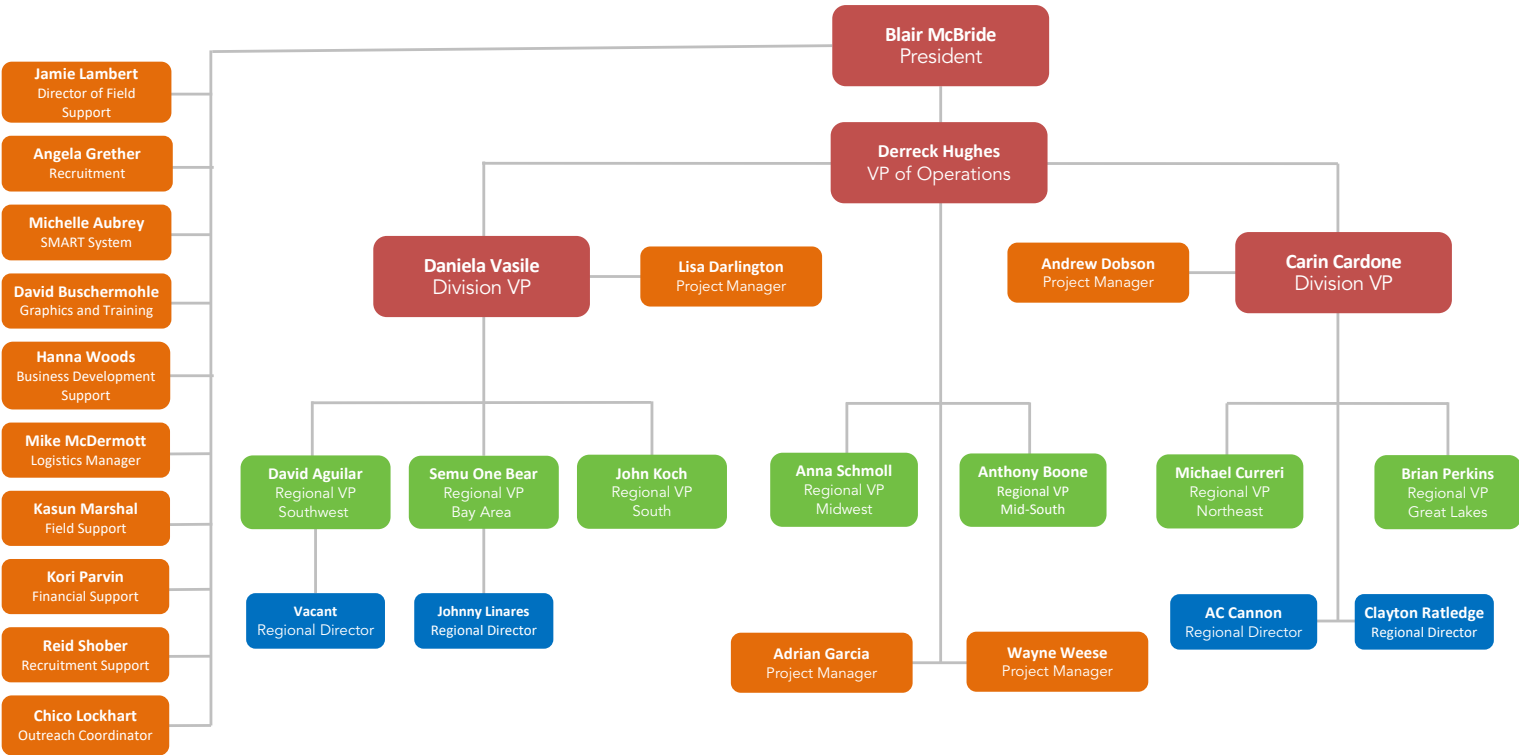 Blair McBride
President
Jamie Lambert
Director of Field
Support
Angela Grether
Recruitment
Michelle Aubrey
SMART System
David Buschermohle
Graphics and Training
Hanna Woods
Business Development
Support
Mike McDermott
Logistics Manager
Kasun Marshal
Field Support
Kori Parvin
Financial Support
Reid Shober
Recruitment Support
Chico Lockhart
Outreach Coordinator
Derreck Hughes
VP of Operations
Daniela Vasile
Division VP
Lisa Darlington
Project Manager
Andrew Dobson
Project Manager
Carin Cardone
Division VP
David Aguilar
Regional VP
Southwest
Semu One Bear
Regional VP
Bay Area
John Koch
Regional VP
South
Anna Schmoll
Regional VP
Midwest
Anthony Boone
Regional VP
Mid-South
Michael Curreri
Regional VP
Northeast
Brian Perkins
Regional VP
Great Lakes
Vacant
Regional Director
Johnny Linares
Regional Director
Adrian Garcia
Project Manager
Wayne Weese
Project Manager
AC Cannon
Regional Director
Clayton Ratledge
Regional Director